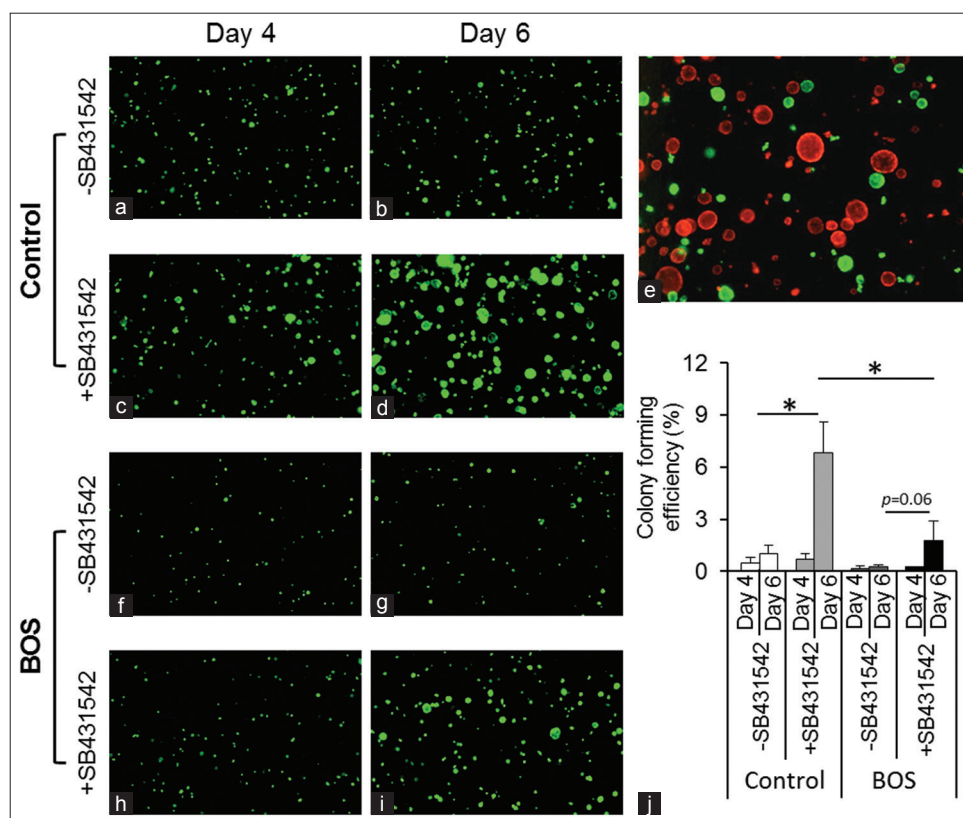 Day 4
Day 6
Control
-SB431542
+SB431542
a
b
c
d
BOS
-SB431542
+SB431542
f
g
h
i
e
Colony forming
efficiency (%)
12
9
6
3
0
*
*
p=0.06
Day 4
Day 6
Day 4
Day 6
Day 4
Day 6
Day 4
Day 6
-SB431542
+SB431542
-SB431542
+SB431542
Control
BOS
j